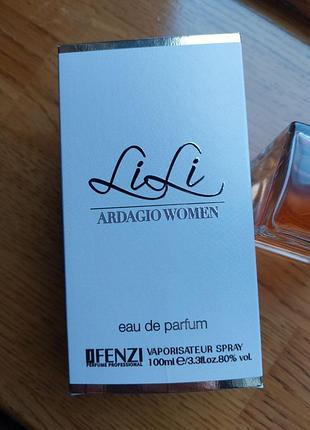 LiLi
ARDAGIO WOMEN
eau de parfum
JFENZI
PERFUME PROFESSIONAL
VAPORISATEUR SPRAY
100ml ℮/3.3fl.oz.80% vol.